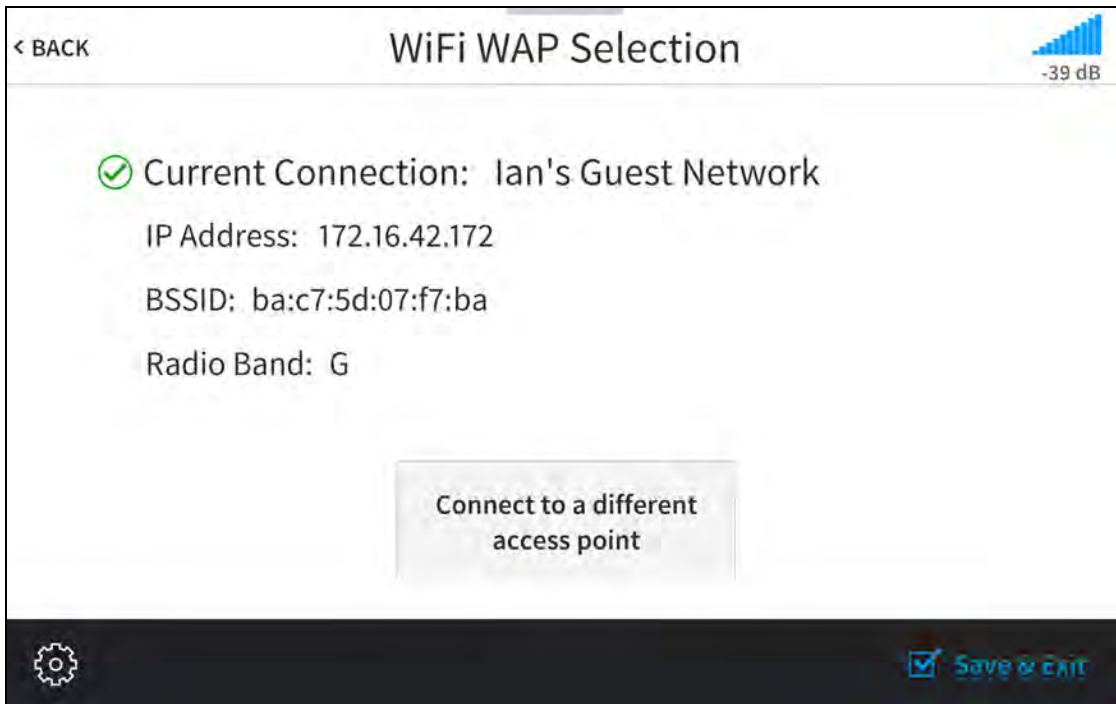 < BACK
WiFi WAP Selection
-39 dB
Current Connection: Ian's Guest Network
IP Address: 172.16.42.172
BSSID: ba:c7:5d:07:f7:ba
Radio Band: G
Connect to a different
access point
Save & Exit